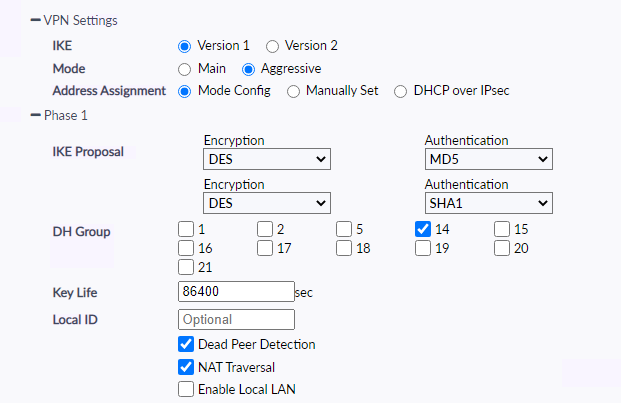 VPN Settings
IKE Version 1 Version 2
Mode Main Aggressive
Address Assignment Mode Config Manually Set DHCP over IPsec
Phase 1
Encryption Authentication
IKE Proposal DES MD5
Encryption Authentication
DES SHA1
DH Group 1 2 5 14 15
16 17 18 19 20
21
Key Life 86400 sec
Local ID Optional
Dead Peer Detection
NAT Traversal
Enable Local LAN